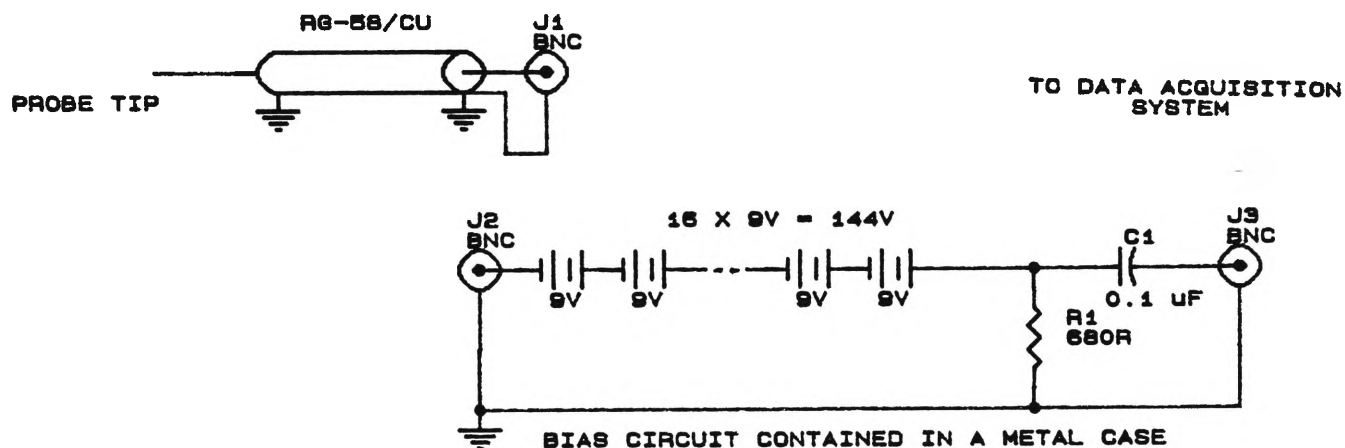 RG-58/CU
J1
BNC
PROBE TIP
TO DATA ACQUISITION
SYSTEM
J2
BNC
16 X 9V = 144V
C1
J3
BNC
9V
9V
9V
9V
0.1 uF
R1
680R
BIAS CIRCUIT CONTAINED IN A METAL CASE